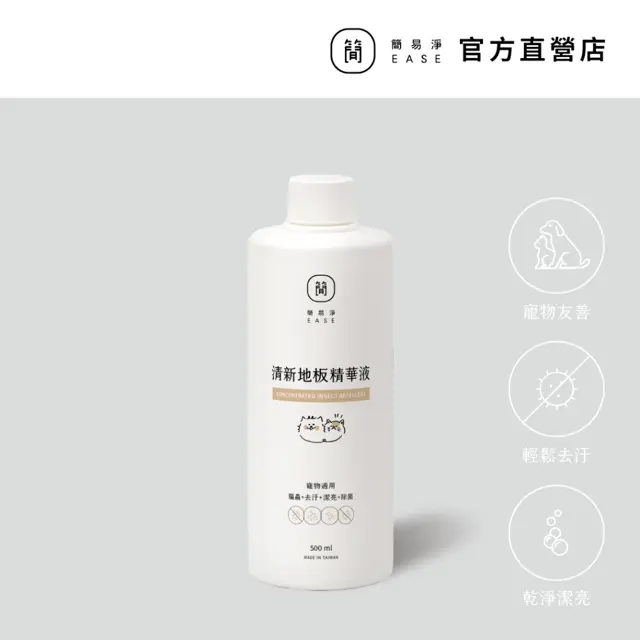 簡
簡易淨
EASE
官方直營店
簡
簡易淨
EASE
清新地板精華液
CONCENTRATED INSECT REPELLENT
寵物適用
驅蟲+去汙+潔亮+除菌
500 ml
MADE IN TAIWAN
寵物友善
輕鬆去汙
乾淨潔亮